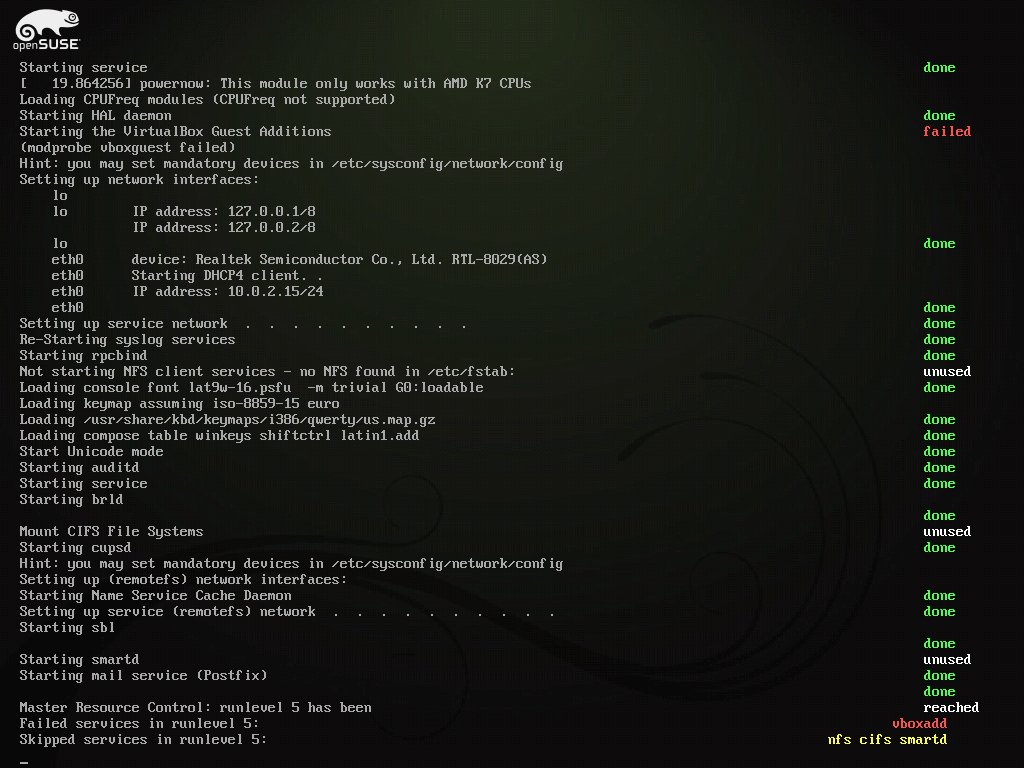 openSUSE
Starting service done
[   19.864256] powernow: This module only works with AMD K7 CPUs
Loading CPUFreq modules (CPUFreq not supported)
Starting HAL daemon done
Starting the VirtualBox Guest Additions failed
(modprobe vboxguest failed)
Hint: you may set mandatory devices in /etc/sysconfig/network/config
Setting up network interfaces:
lo
lo IP address: 127.0.0.1/8
IP address: 127.0.0.2/8
lo done
eth0 device: Realtek Semiconductor Co., Ltd. RTL-8029(AS)
eth0 Starting DHCP4 client. .
eth0 IP address: 10.0.2.15/24
eth0 done
Setting up service network . . . . . . . . . . done
Re-Starting syslog services done
Starting rpcbind done
Not starting NFS client services - no NFS found in /etc/fstab: unused
Loading console font lat9w-16.psfu  -m trivial G0:loadable done
Loading keymap assuming iso-8859-15 euro
Loading /usr/share/kbd/keymaps/i386/qwerty/us.map.gz done
Loading compose table winkeys shiftctrl latin1.add done
Start Unicode mode done
Starting auditd done
Starting service done
Starting brld
done
Mount CIFS File Systems unused
Starting cupsd done
Hint: you may set mandatory devices in /etc/sysconfig/network/config
Setting up (remotefs) network interfaces:
Starting Name Service Cache Daemon done
Setting up service (remotefs) network . . . . . . . . . . done
Starting sbl
done
Starting smartd unused
Starting mail service (Postfix) done
done
Master Resource Control: runlevel 5 has been reached
Failed services in runlevel 5: vboxadd
Skipped services in runlevel 5: nfs cifs smartd
_